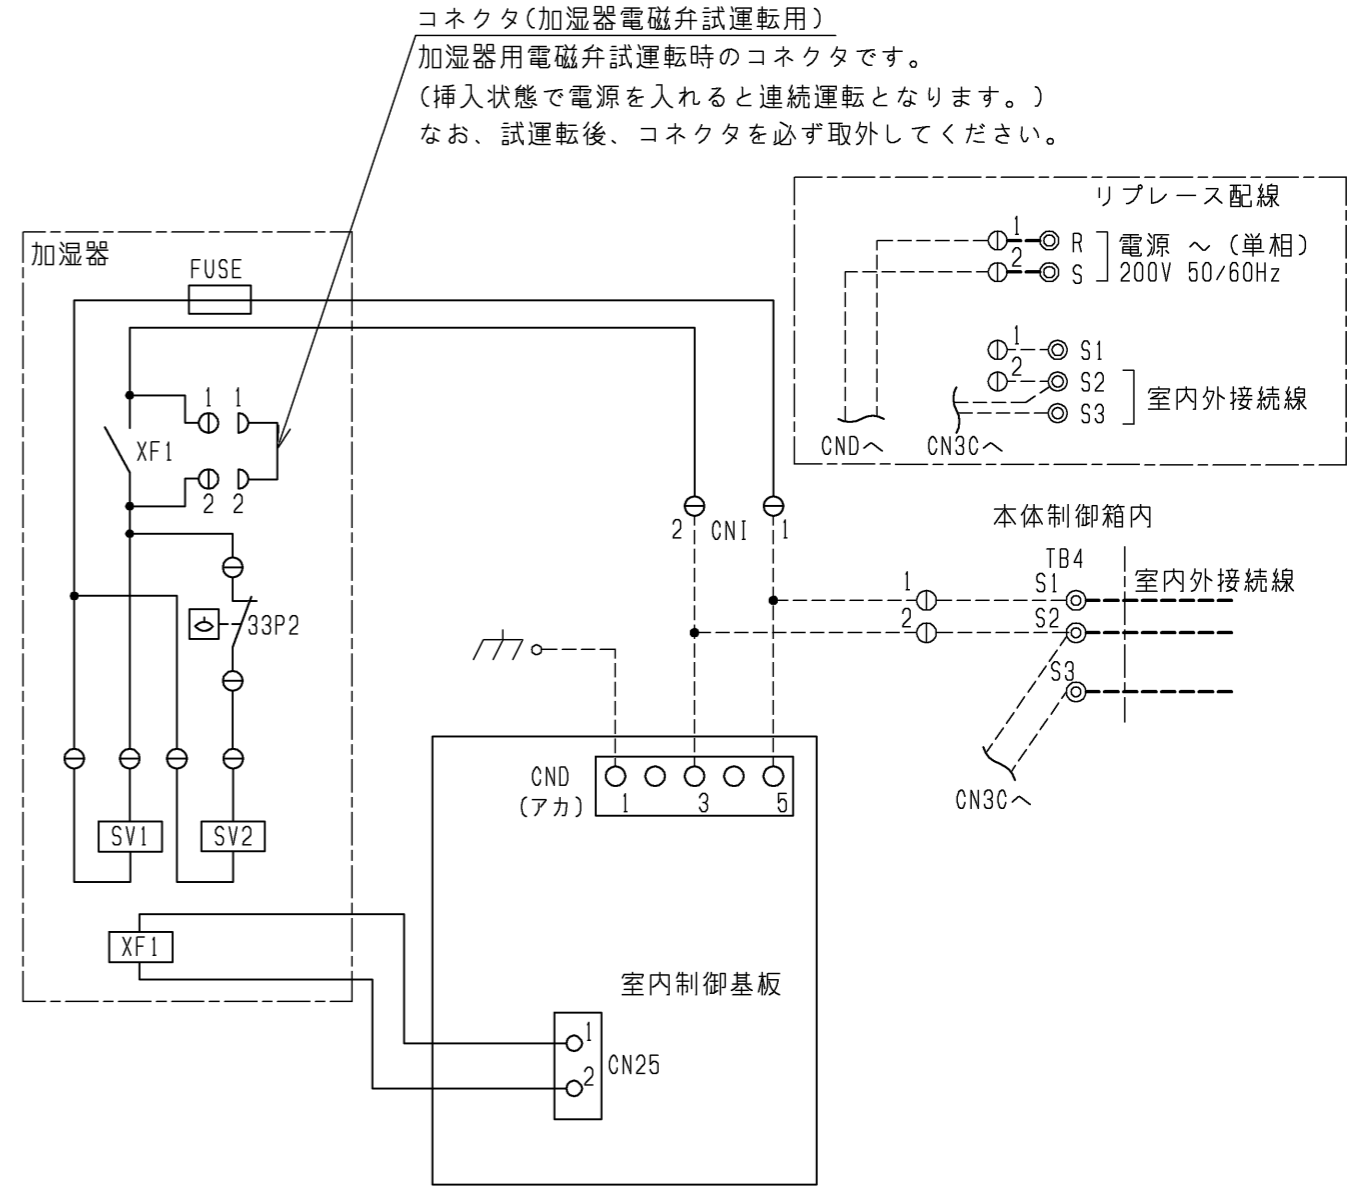 コネクタ(加湿器電磁弁試運転用)
加湿器用電磁弁試運転時のコネクタです。
(挿入状態で電源を入れると連続運転となります。)
なお、試運転後、コネクタを必ず取外してください。
リプレース配線
1
R
電源 ～ (単相)
2
S
200V 50/60Hz
1
S1
2
S2
室内外接続線
S3
CNDへ
CN3Cへ
加湿器
FUSE
1 1
XF1
2 2
33P2
SV1
SV2
XF1
2 CNI 1
本体制御箱内
TB4
室内外接続線
1
S1
2
S2
S3
CN3Cへ
CND
(アカ)
1 3 5
室内制御基板
1
CN25
2